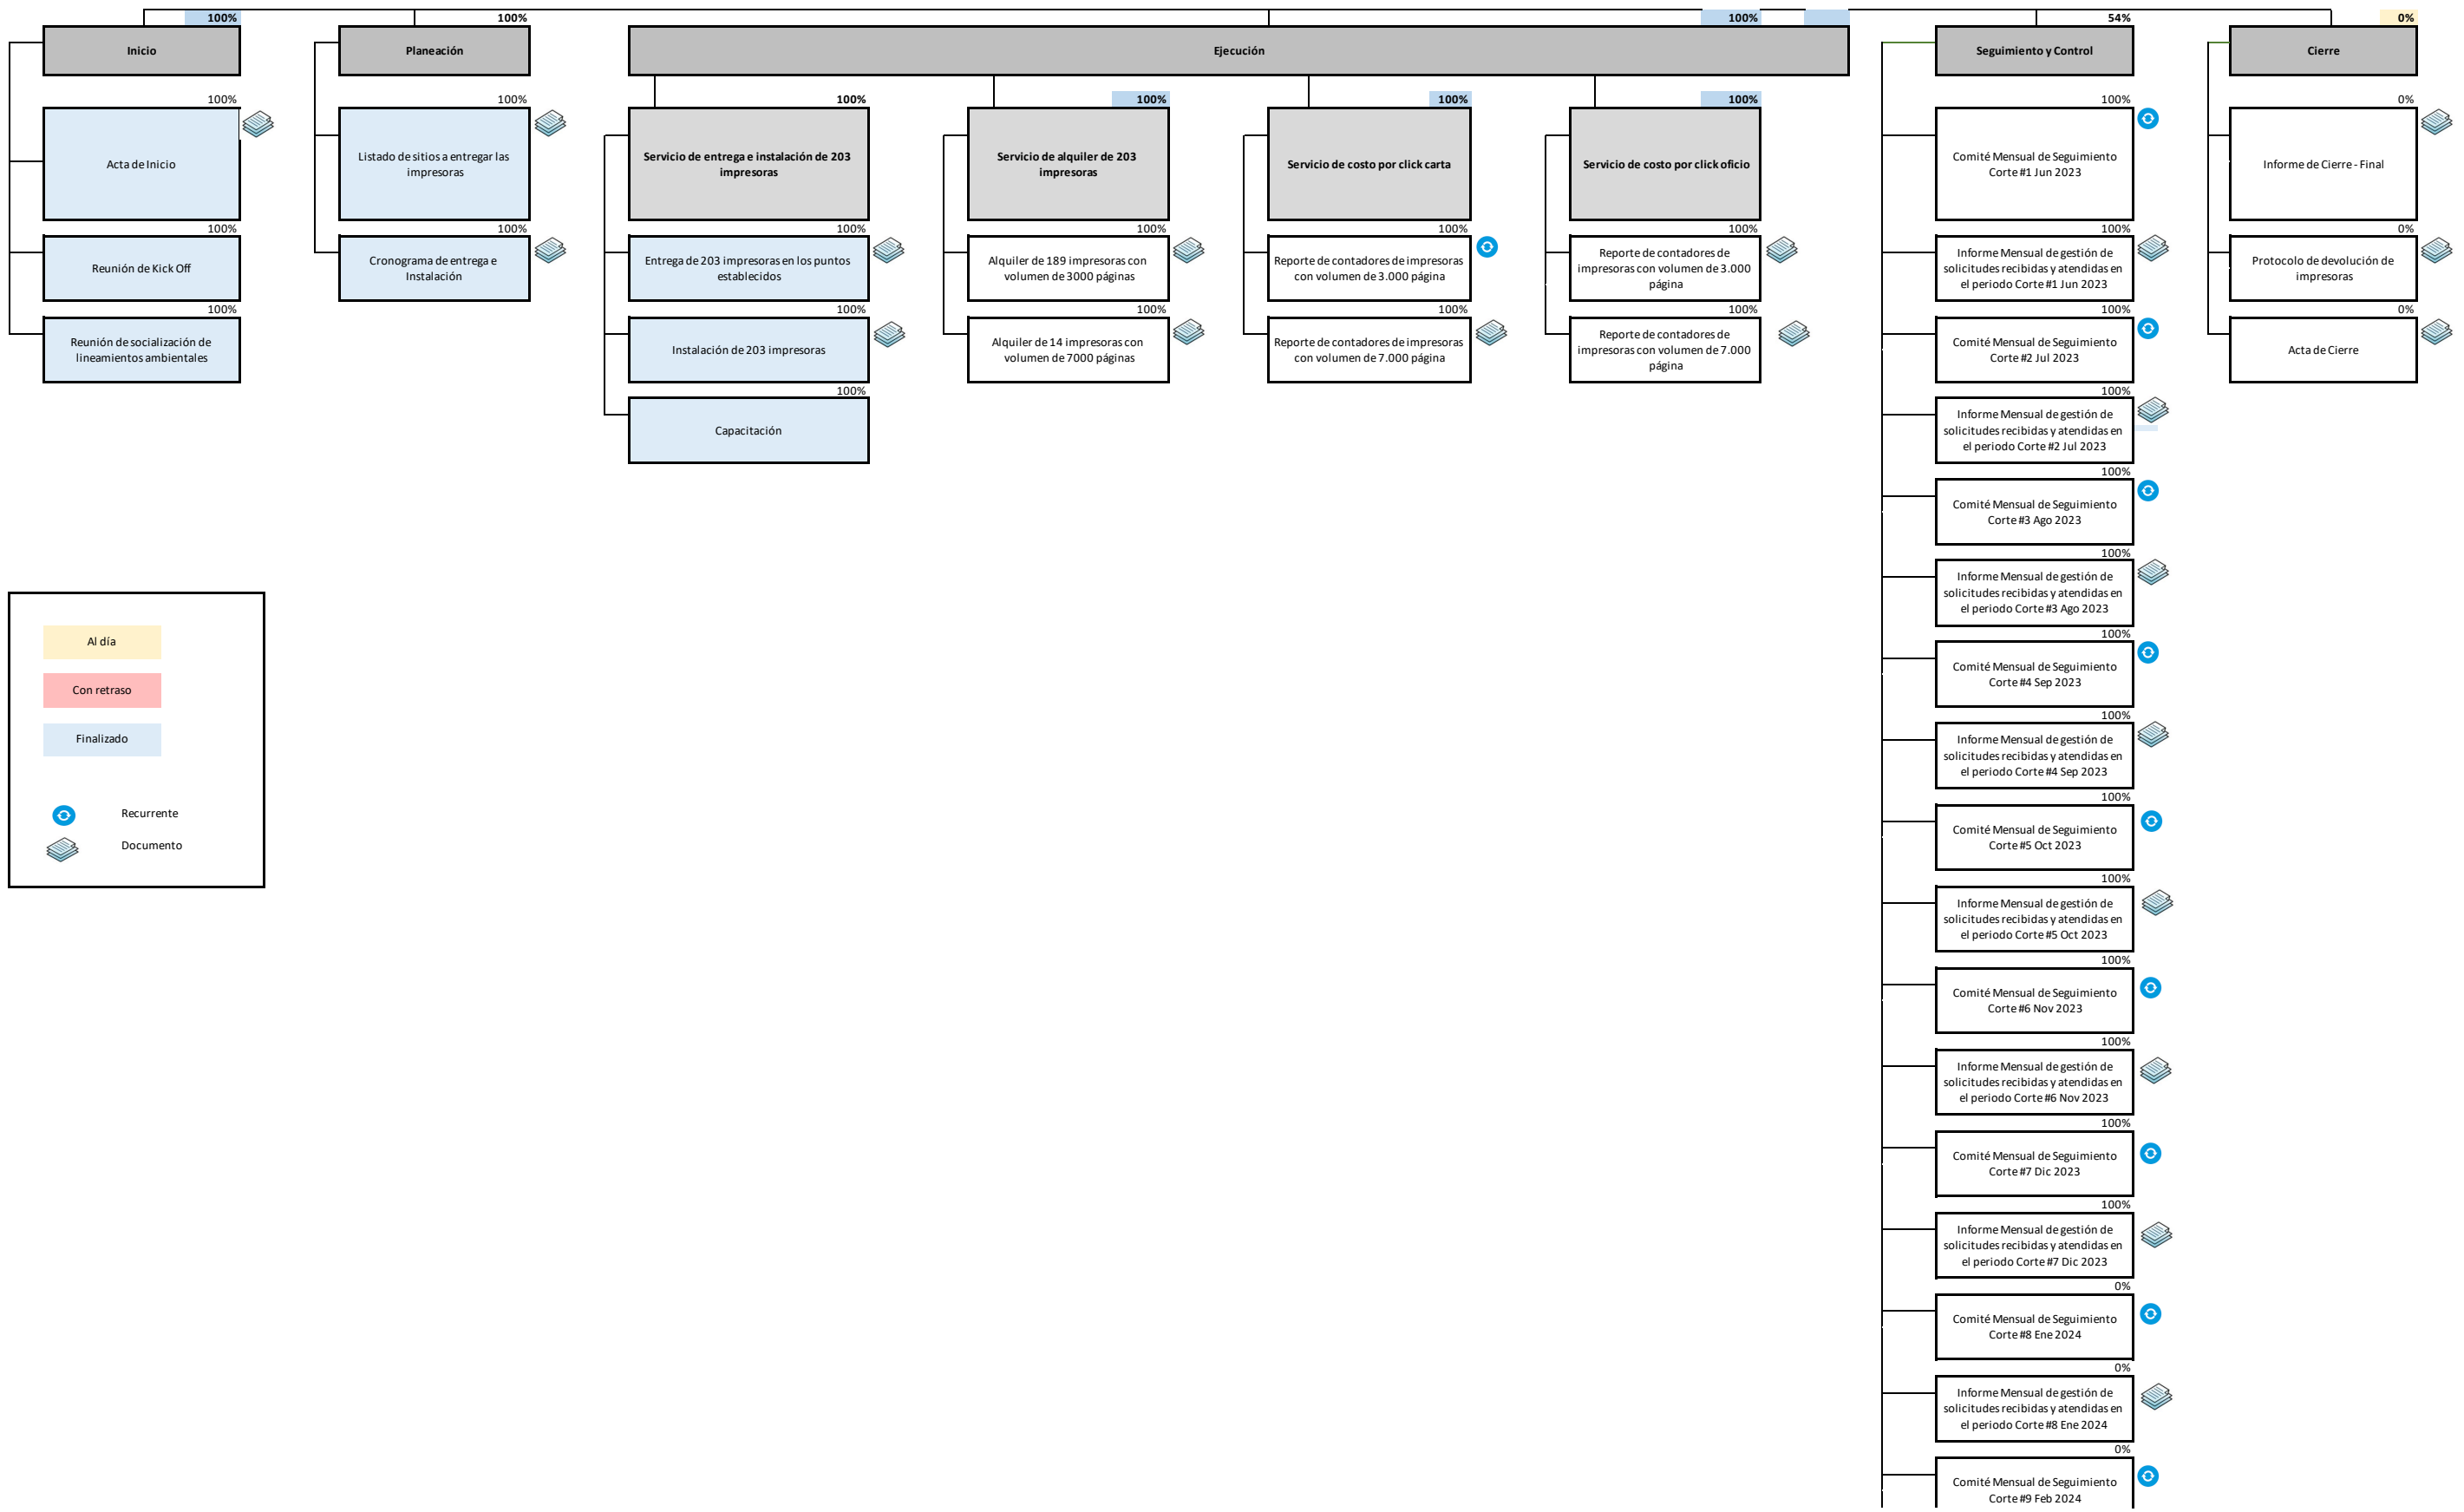 100%
Inicio
100%
Acta de Inicio
100%
Reunión de Kick Off
100%
Reunión de socialización de
lineamientos ambientales
100%
Planeación
100%
Listado de sitios a entregar las
impresoras
100%
Cronograma de entrega e
Instalación
100%
Ejecución
100%
Servicio de entrega e instalación de 203
impresoras
100%
Entrega de 203 impresoras en los puntos
establecidos
100%
Instalación de 203 impresoras
100%
Capacitación
100%
Servicio de alquiler de 203
impresoras
100%
Alquiler de 189 impresoras con
volumen de 3000 páginas
100%
Alquiler de 14 impresoras con
volumen de 7000 páginas
100%
Servicio de costo por click carta
100%
Reporte de contadores de impresoras
con volumen de 3.000 página
100%
Reporte de contadores de impresoras
con volumen de 7.000 página
100%
Servicio de costo por click oficio
100%
Reporte de contadores de
impresoras con volumen de 3.000
página
100%
Reporte de contadores de
impresoras con volumen de 7.000
página
54%
Seguimiento y Control
100%
Comité Mensual de Seguimiento
Corte #1 Jun 2023
100%
Informe Mensual de gestión de
solicitudes recibidas y atendidas en
el periodo Corte #1 Jun 2023
100%
Comité Mensual de Seguimiento
Corte #2 Jul 2023
100%
Informe Mensual de gestión de
solicitudes recibidas y atendidas en
el periodo Corte #2 Jul 2023
100%
Comité Mensual de Seguimiento
Corte #3 Ago 2023
100%
Informe Mensual de gestión de
solicitudes recibidas y atendidas en
el periodo Corte #3 Ago 2023
100%
Comité Mensual de Seguimiento
Corte #4 Sep 2023
100%
Informe Mensual de gestión de
solicitudes recibidas y atendidas en
el periodo Corte #4 Sep 2023
100%
Comité Mensual de Seguimiento
Corte #5 Oct 2023
100%
Informe Mensual de gestión de
solicitudes recibidas y atendidas en
el periodo Corte #5 Oct 2023
100%
Comité Mensual de Seguimiento
Corte #6 Nov 2023
100%
Informe Mensual de gestión de
solicitudes recibidas y atendidas en
el periodo Corte #6 Nov 2023
100%
Comité Mensual de Seguimiento
Corte #7 Dic 2023
100%
Informe Mensual de gestión de
solicitudes recibidas y atendidas en
el periodo Corte #7 Dic 2023
0%
Comité Mensual de Seguimiento
Corte #8 Ene 2024
0%
Informe Mensual de gestión de
solicitudes recibidas y atendidas en
el periodo Corte #8 Ene 2024
0%
Comité Mensual de Seguimiento
Corte #9 Feb 2024
0%
Cierre
0%
Informe de Cierre - Final
0%
Protocolo de devolución de
impresoras
0%
Acta de Cierre
Al día
Con retraso
Finalizado
Recurrente
Documento